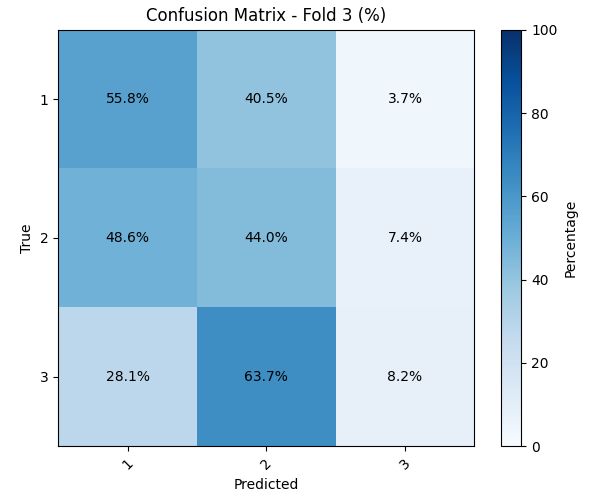 Confusion Matrix - Fold 3 (%)
1 55.8% 40.5% 3.7%
2 48.6% 44.0% 7.4%
3 28.1% 63.7% 8.2%
True
1 2 3
Predicted
100
80
60
40
20
0
Percentage